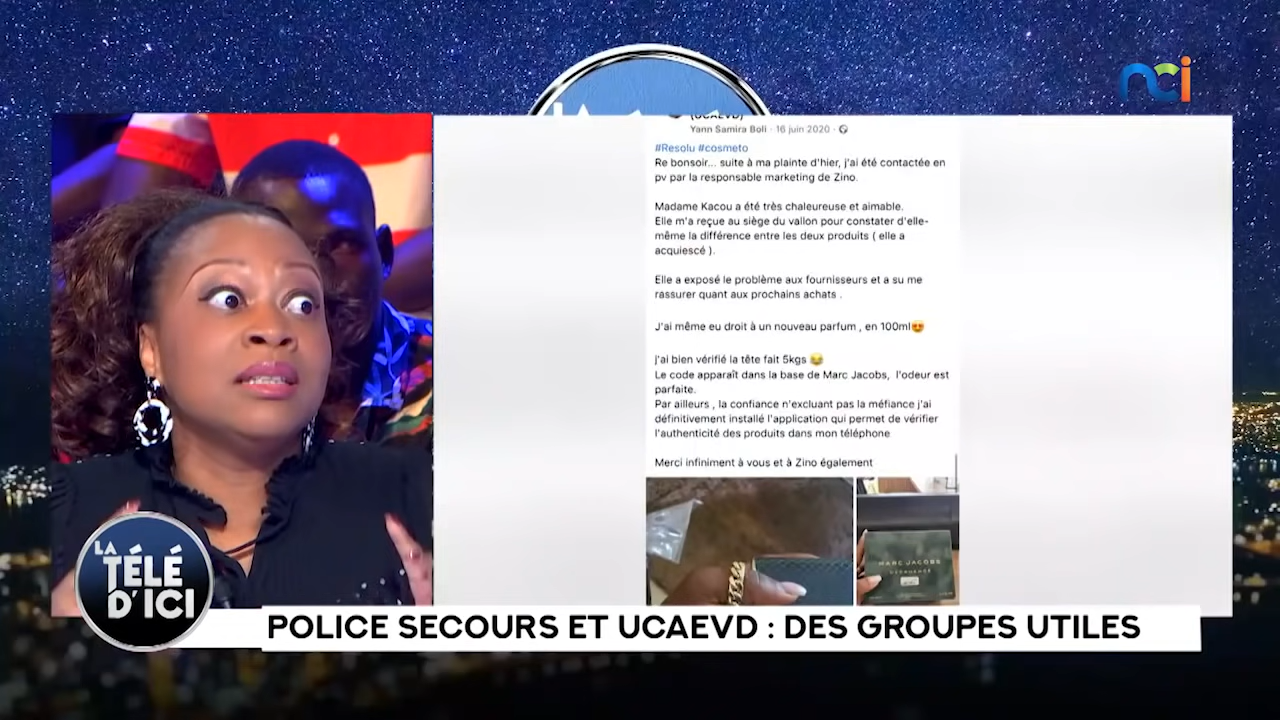 nci
LA
(UCAEVD)
Yann Samira Boli · 16 juin 2020 ·
#Resolu #cosmeto
Re bonsoir... suite à ma plainte d'hier, j'ai été contactée en
pv par la responsable marketing de Zino.
Madame Kacou a été très chaleureuse et aimable.
Elle m'a reçue au siège du vallon pour constater d'elle-
même la différence entre les deux produits ( elle a
acquiescé ).
Elle a exposé le problème aux fournisseurs et a su me
rassurer quant aux prochains achats .
J'ai même eu droit à un nouveau parfum , en 100ml😍
j'ai bien vérifié la tête fait 5kgs 😂
Le code apparaît dans la base de Marc Jacobs, l'odeur est
parfaite.
Par ailleurs , la confiance n'excluant pas la méfiance j'ai
définitivement installé l'application qui permet de vérifier
l'authenticité des produits dans mon téléphone
Merci infiniment à vous et à Zino également
MARC JACOBS
DECADENCE
LA
TÉLÉ
D'ICI
POLICE SECOURS ET UCAEVD : DES GROUPES UTILES